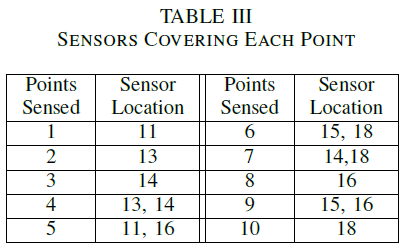 TABLE III
SENSORS COVERING EACH POINT
Points Sensed Sensor Location Points Sensed Sensor Location
1 11 6 15, 18
2 13 7 14,18
3 14 8 16
4 13, 14 9 15, 16
5 11, 16 10 18